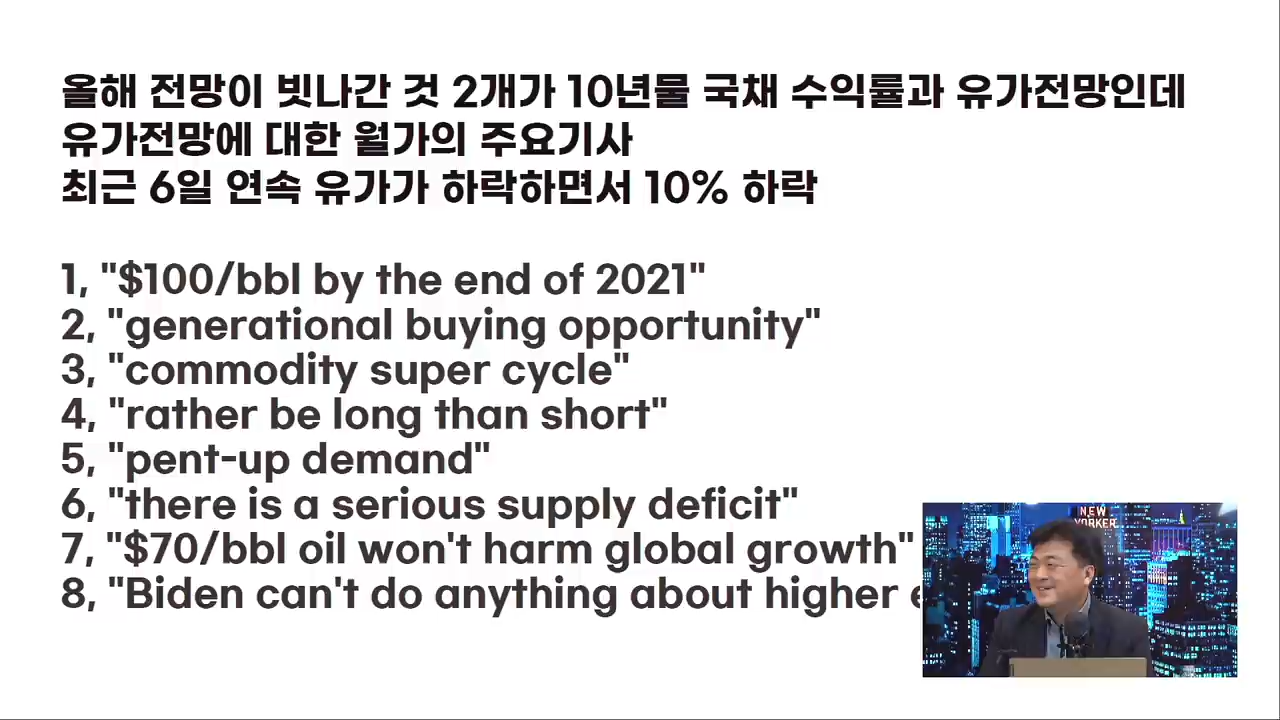 올해 전망이 빗나간 것 2개가 10년물 국채 수익률과 유가전망인데
유가전망에 대한 월가의 주요기사
최근 6일 연속 유가가 하락하면서 10% 하락
1, "$100/bbl by the end of 2021"
2, "generational buying opportunity"
3, "commodity super cycle"
4, "rather be long than short"
5, "pent-up demand"
6, "there is a serious supply deficit"
7, "$70/bbl oil won't harm global growth"
8, "Biden can't do anything about higher
NEW
YORKER